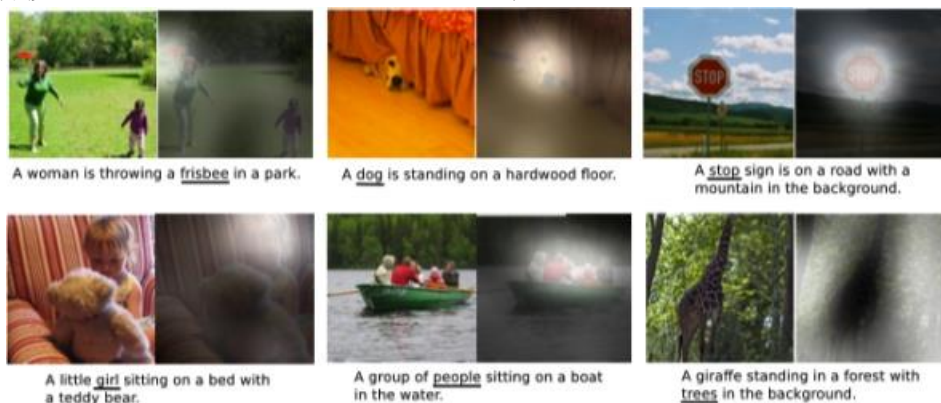 STOP
A woman is throwing a frisbee in a park.
A dog is standing on a hardwood floor.
A stop sign is on a road with a
mountain in the background.
A little girl sitting on a bed with
a teddy bear.
A group of people sitting on a boat
in the water.
A giraffe standing in a forest with
trees in the background.